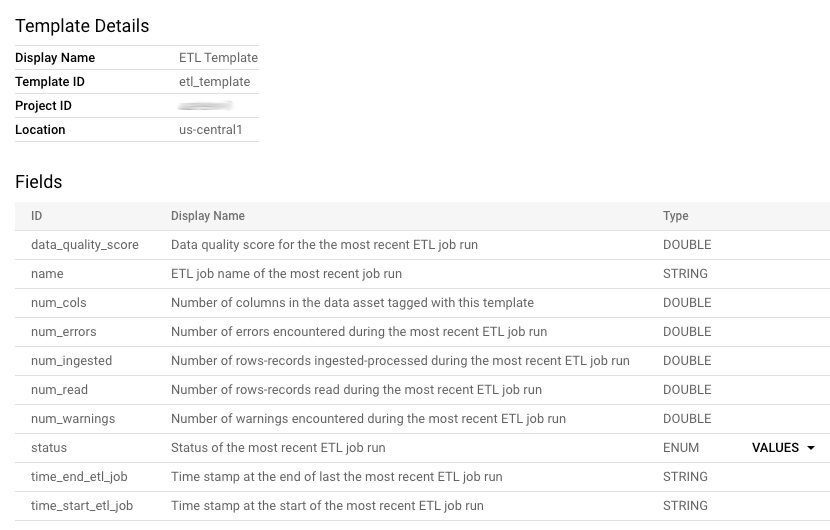 Template Details
Display Name ETL Template
Template ID etl_template
Project ID
Location us-central1
Fields
ID Display Name Type
data_quality_score Data quality score for the the most recent ETL job run DOUBLE
name ETL job name of the most recent job run STRING
num_cols Number of columns in the data asset tagged with this template DOUBLE
num_errors Number of errors encountered during the most recent ETL job run DOUBLE
num_ingested Number of rows-records ingested-processed during the most recent ETL job run DOUBLE
num_read Number of rows-records read during the most recent ETL job run DOUBLE
num_warnings Number of warnings encountered during the most recent ETL job run DOUBLE
status Status of the most recent ETL job run ENUM VALUES
time_end_etl_job Time stamp at the end of last the most recent ETL job run STRING
time_start_etl_job Time stamp at the start of the most recent ETL job run STRING